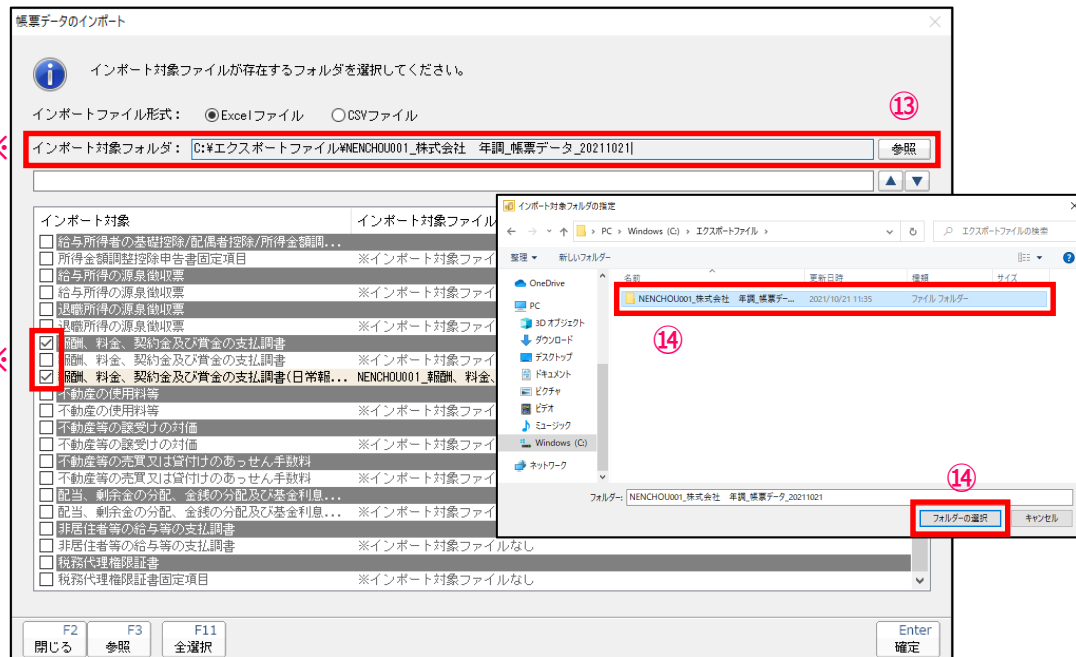 帳票データのインポート
インポート対象ファイルが存在するフォルダを選択してください。
インポートファイル形式： Excelファイル CSVファイル
⑬
※
インポート対象フォルダ： C:¥エクスポートファイル¥NENCHOU001_株式会社　年調_帳票データ_20211021 参照
▲ ▼
インポート対象 インポート対象ファイル
給与所得者の基礎控除/配偶者控除/所得金額調...
所得金額調整控除申告書固定項目 ※インポート対象ファイ
給与所得の源泉徴収票
給与所得の源泉徴収票 ※インポート対象ファイ
退職所得の源泉徴収票
退職所得の源泉徴収票 ※インポート対象ファイ
※
報酬、料金、契約金及び賞金の支払調書
報酬、料金、契約金及び賞金の支払調書 ※インポート対象ファイ
報酬、料金、契約金及び賞金の支払調書(日常報... NENCHOU001_報酬、料金、
不動産の使用料等
不動産の使用料等 ※インポート対象ファイ
不動産等の譲受けの対価
不動産等の譲受けの対価 ※インポート対象ファイ
不動産等の売買又は貸付けのあっせん手数料
不動産等の売買又は貸付けのあっせん手数料 ※インポート対象ファイ
配当、剰余金の分配、金銭の分配及び基金利息...
配当、剰余金の分配、金銭の分配及び基金利息... ※インポート対象ファイ
非居住者等の給与等の支払調書
非居住者等の給与等の支払調書 ※インポート対象ファイルなし
税務代理権限証書
税務代理権限証書固定項目 ※インポート対象ファイルなし
F2 閉じる
F3 参照
F11 全選択
Enter 確定
インポート対象フォルダの指定
PC › Windows (C:) › エクスポートファイル ›
エクスポートファイルの検索
整理 新しいフォルダー
名前 更新日時 種類 サイズ
NENCHOU001_株式会社　年調_帳票デー... 2021/10/21 11:35 ファイル フォルダー
⑭
OneDrive
PC
3D オブジェクト
ダウンロード
デスクトップ
ドキュメント
ピクチャ
ビデオ
ミュージック
Windows (C:)
ネットワーク
⑭
フォルダー: NENCHOU001_株式会社　年調_帳票データ_20211021
フォルダーの選択 キャンセル